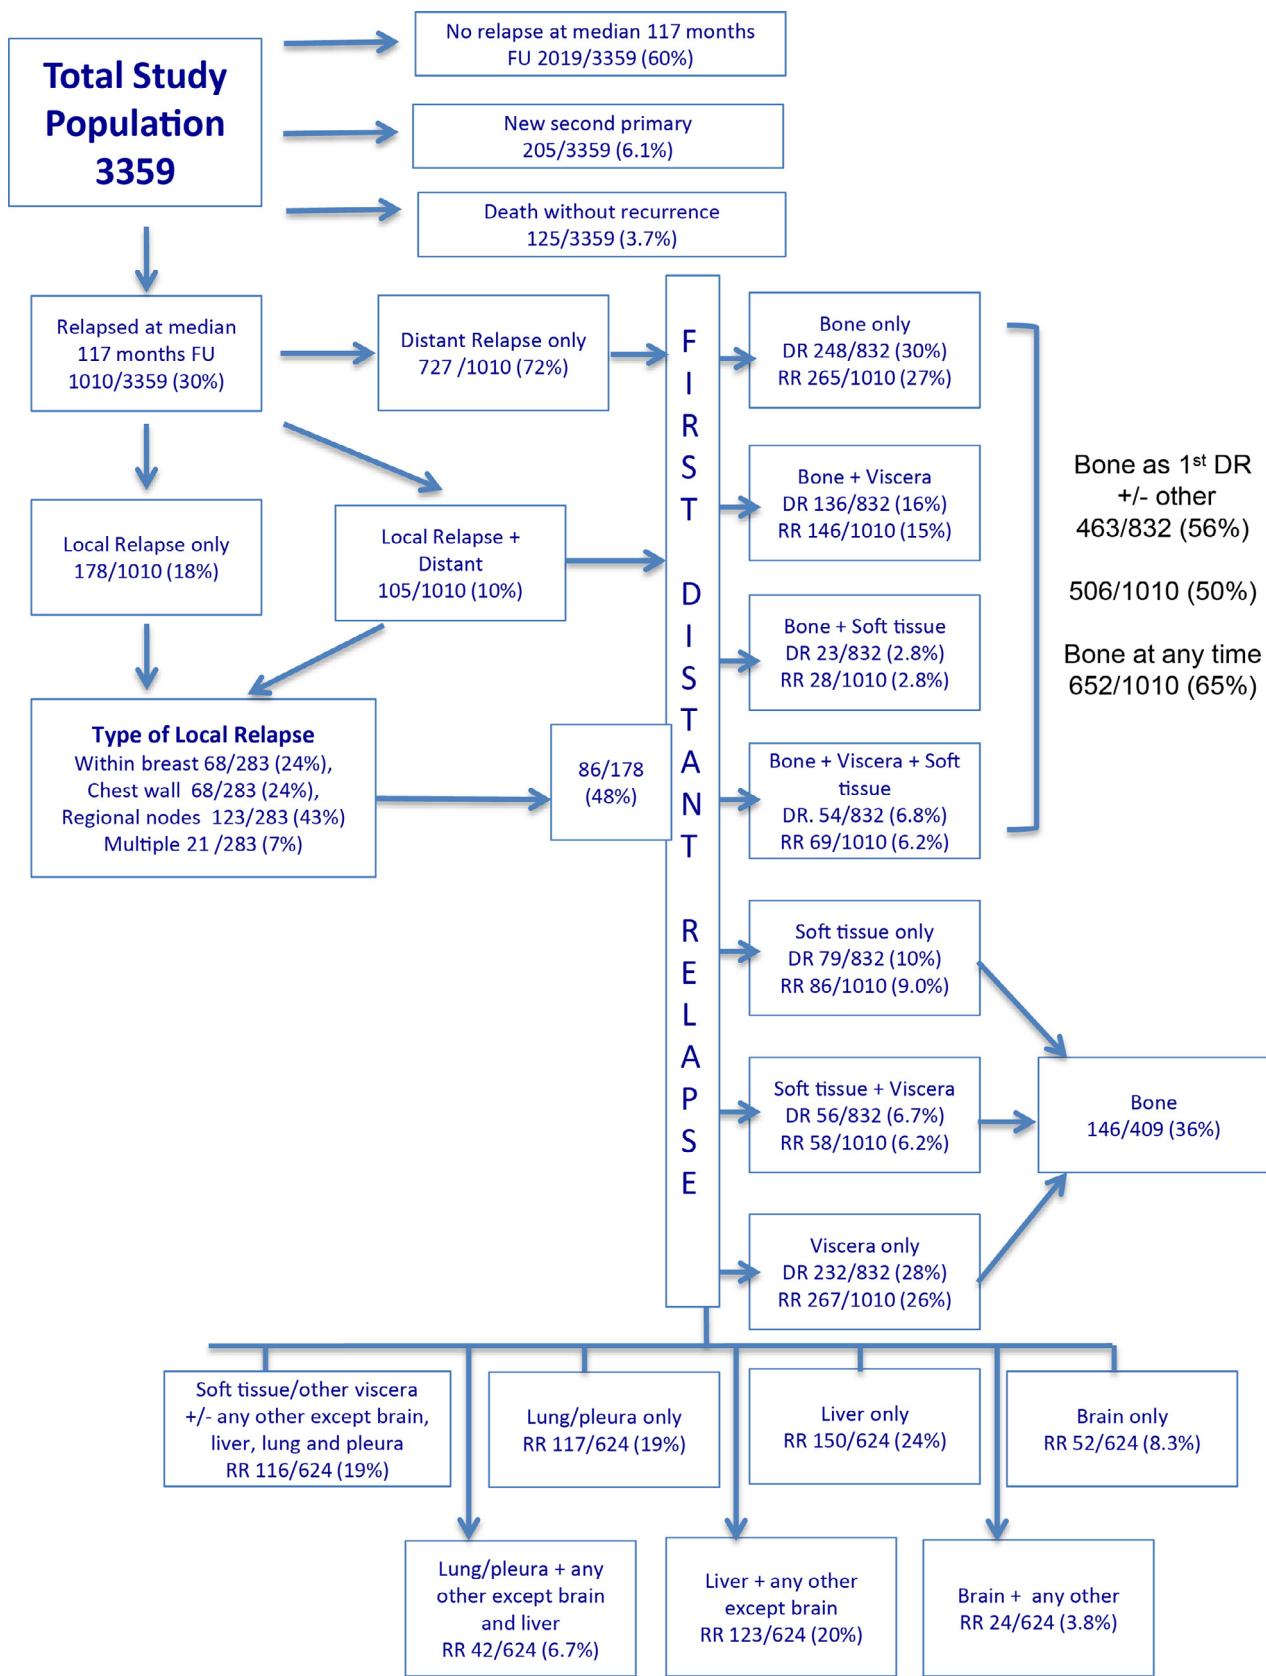 Total Study
Population
3359
No relapse at median 117 months
FU 2019/3359 (60%)
New second primary
205/3359 (6.1%)
Death without recurrence
125/3359 (3.7%)
Relapsed at median
117 months FU
1010/3359 (30%)
Distant Relapse only
727 /1010 (72%)
Local Relapse only
178/1010 (18%)
Local Relapse +
Distant
105/1010 (10%)
Type of Local Relapse
Within breast 68/283 (24%),
Chest wall 68/283 (24%),
Regional nodes 123/283 (43%)
Multiple 21 /283 (7%)
86/178
(48%)
FIRST DISTANT RELAPSE
Bone only
DR 248/832 (30%)
RR 265/1010 (27%)
Bone + Viscera
DR 136/832 (16%)
RR 146/1010 (15%)
Bone + Soft tissue
DR 23/832 (2.8%)
RR 28/1010 (2.8%)
Bone + Viscera + Soft
tissue
DR. 54/832 (6.8%)
RR 69/1010 (6.2%)
Bone as 1st DR
+/- other
463/832 (56%)
506/1010 (50%)
Bone at any time
652/1010 (65%)
Soft tissue only
DR 79/832 (10%)
RR 86/1010 (9.0%)
Soft tissue + Viscera
DR 56/832 (6.7%)
RR 58/1010 (6.2%)
Viscera only
DR 232/832 (28%)
RR 267/1010 (26%)
Bone
146/409 (36%)
Soft tissue/other viscera
+/- any other except brain,
liver, lung and pleura
RR 116/624 (19%)
Lung/pleura only
RR 117/624 (19%)
Liver only
RR 150/624 (24%)
Brain only
RR 52/624 (8.3%)
Lung/pleura + any
other except brain
and liver
RR 42/624 (6.7%)
Liver + any other
except brain
RR 123/624 (20%)
Brain + any other
RR 24/624 (3.8%)